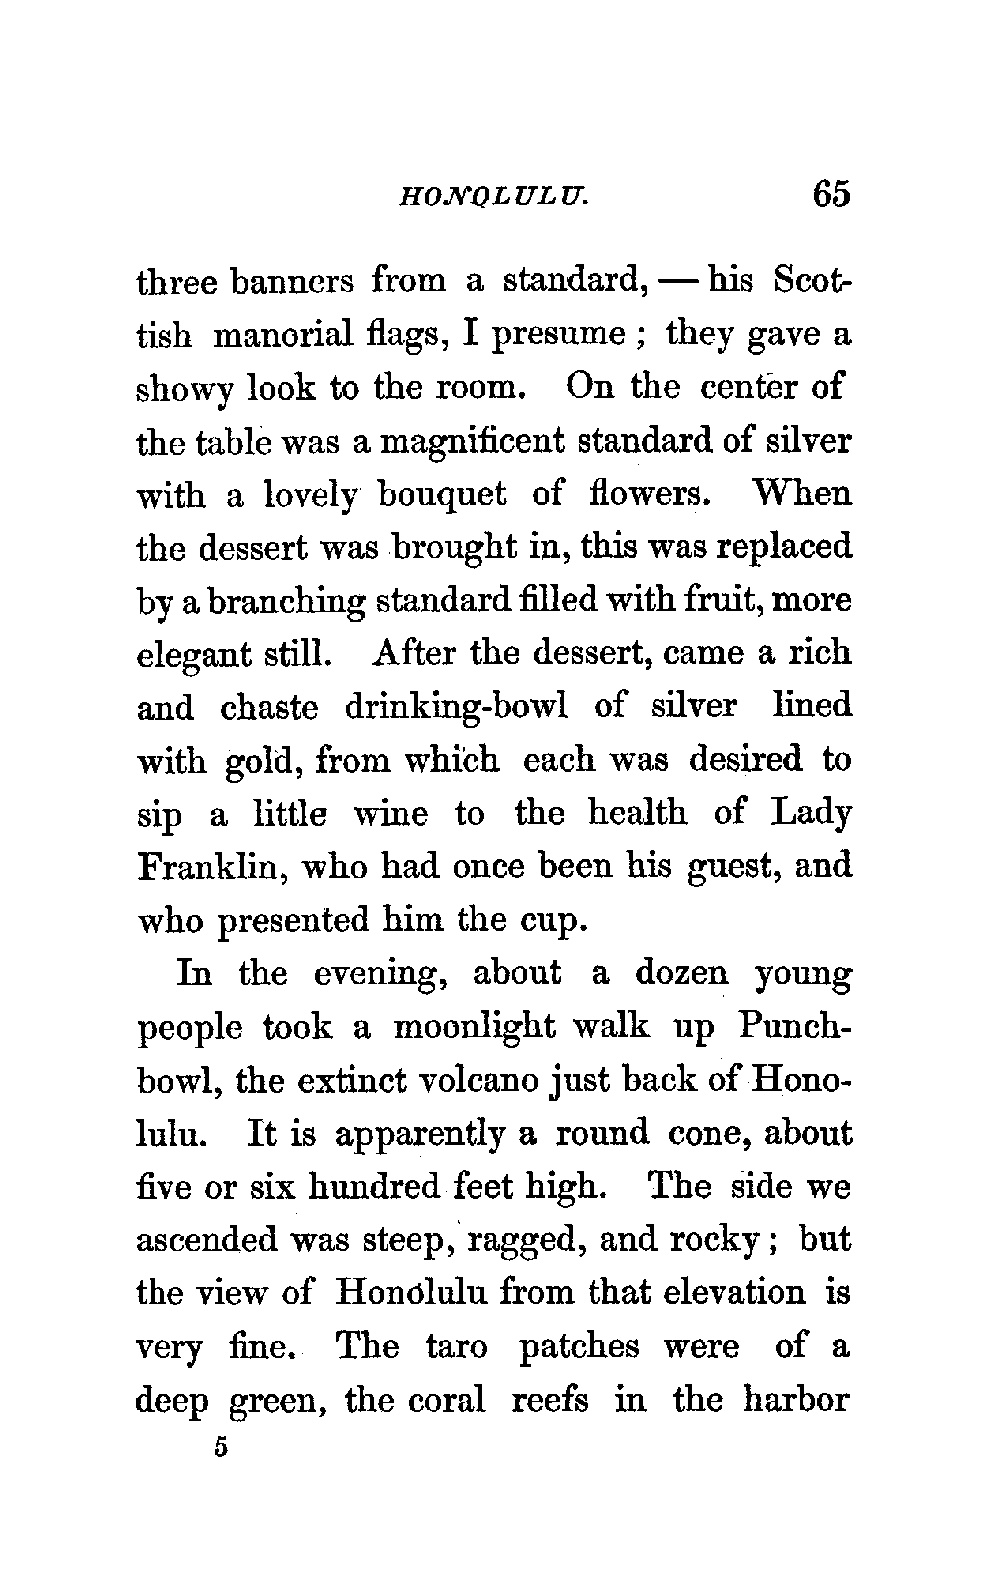 HONOLULU. 65
three banners from a standard, — his Scot-
tish manorial flags, I presume ; they gave a
showy look to the room. On the center of
the table was a magnificent standard of silver
with a lovely bouquet of flowers. When
the dessert was brought in, this was replaced
by a branching standard filled with fruit, more
elegant still. After the dessert, came a rich
and chaste drinking-bowl of silver lined
with gold, from which each was desired to
sip a little wine to the health of Lady
Franklin, who had once been his guest, and
who presented him the cup.
In the evening, about a dozen young
people took a moonlight walk up Punch-
bowl, the extinct volcano just back of Hono-
lulu. It is apparently a round cone, about
five or six hundred feet high. The side we
ascended was steep, ragged, and rocky ; but
the view of Honolulu from that elevation is
very fine. The taro patches were of a
deep green, the coral reefs in the harbor
5